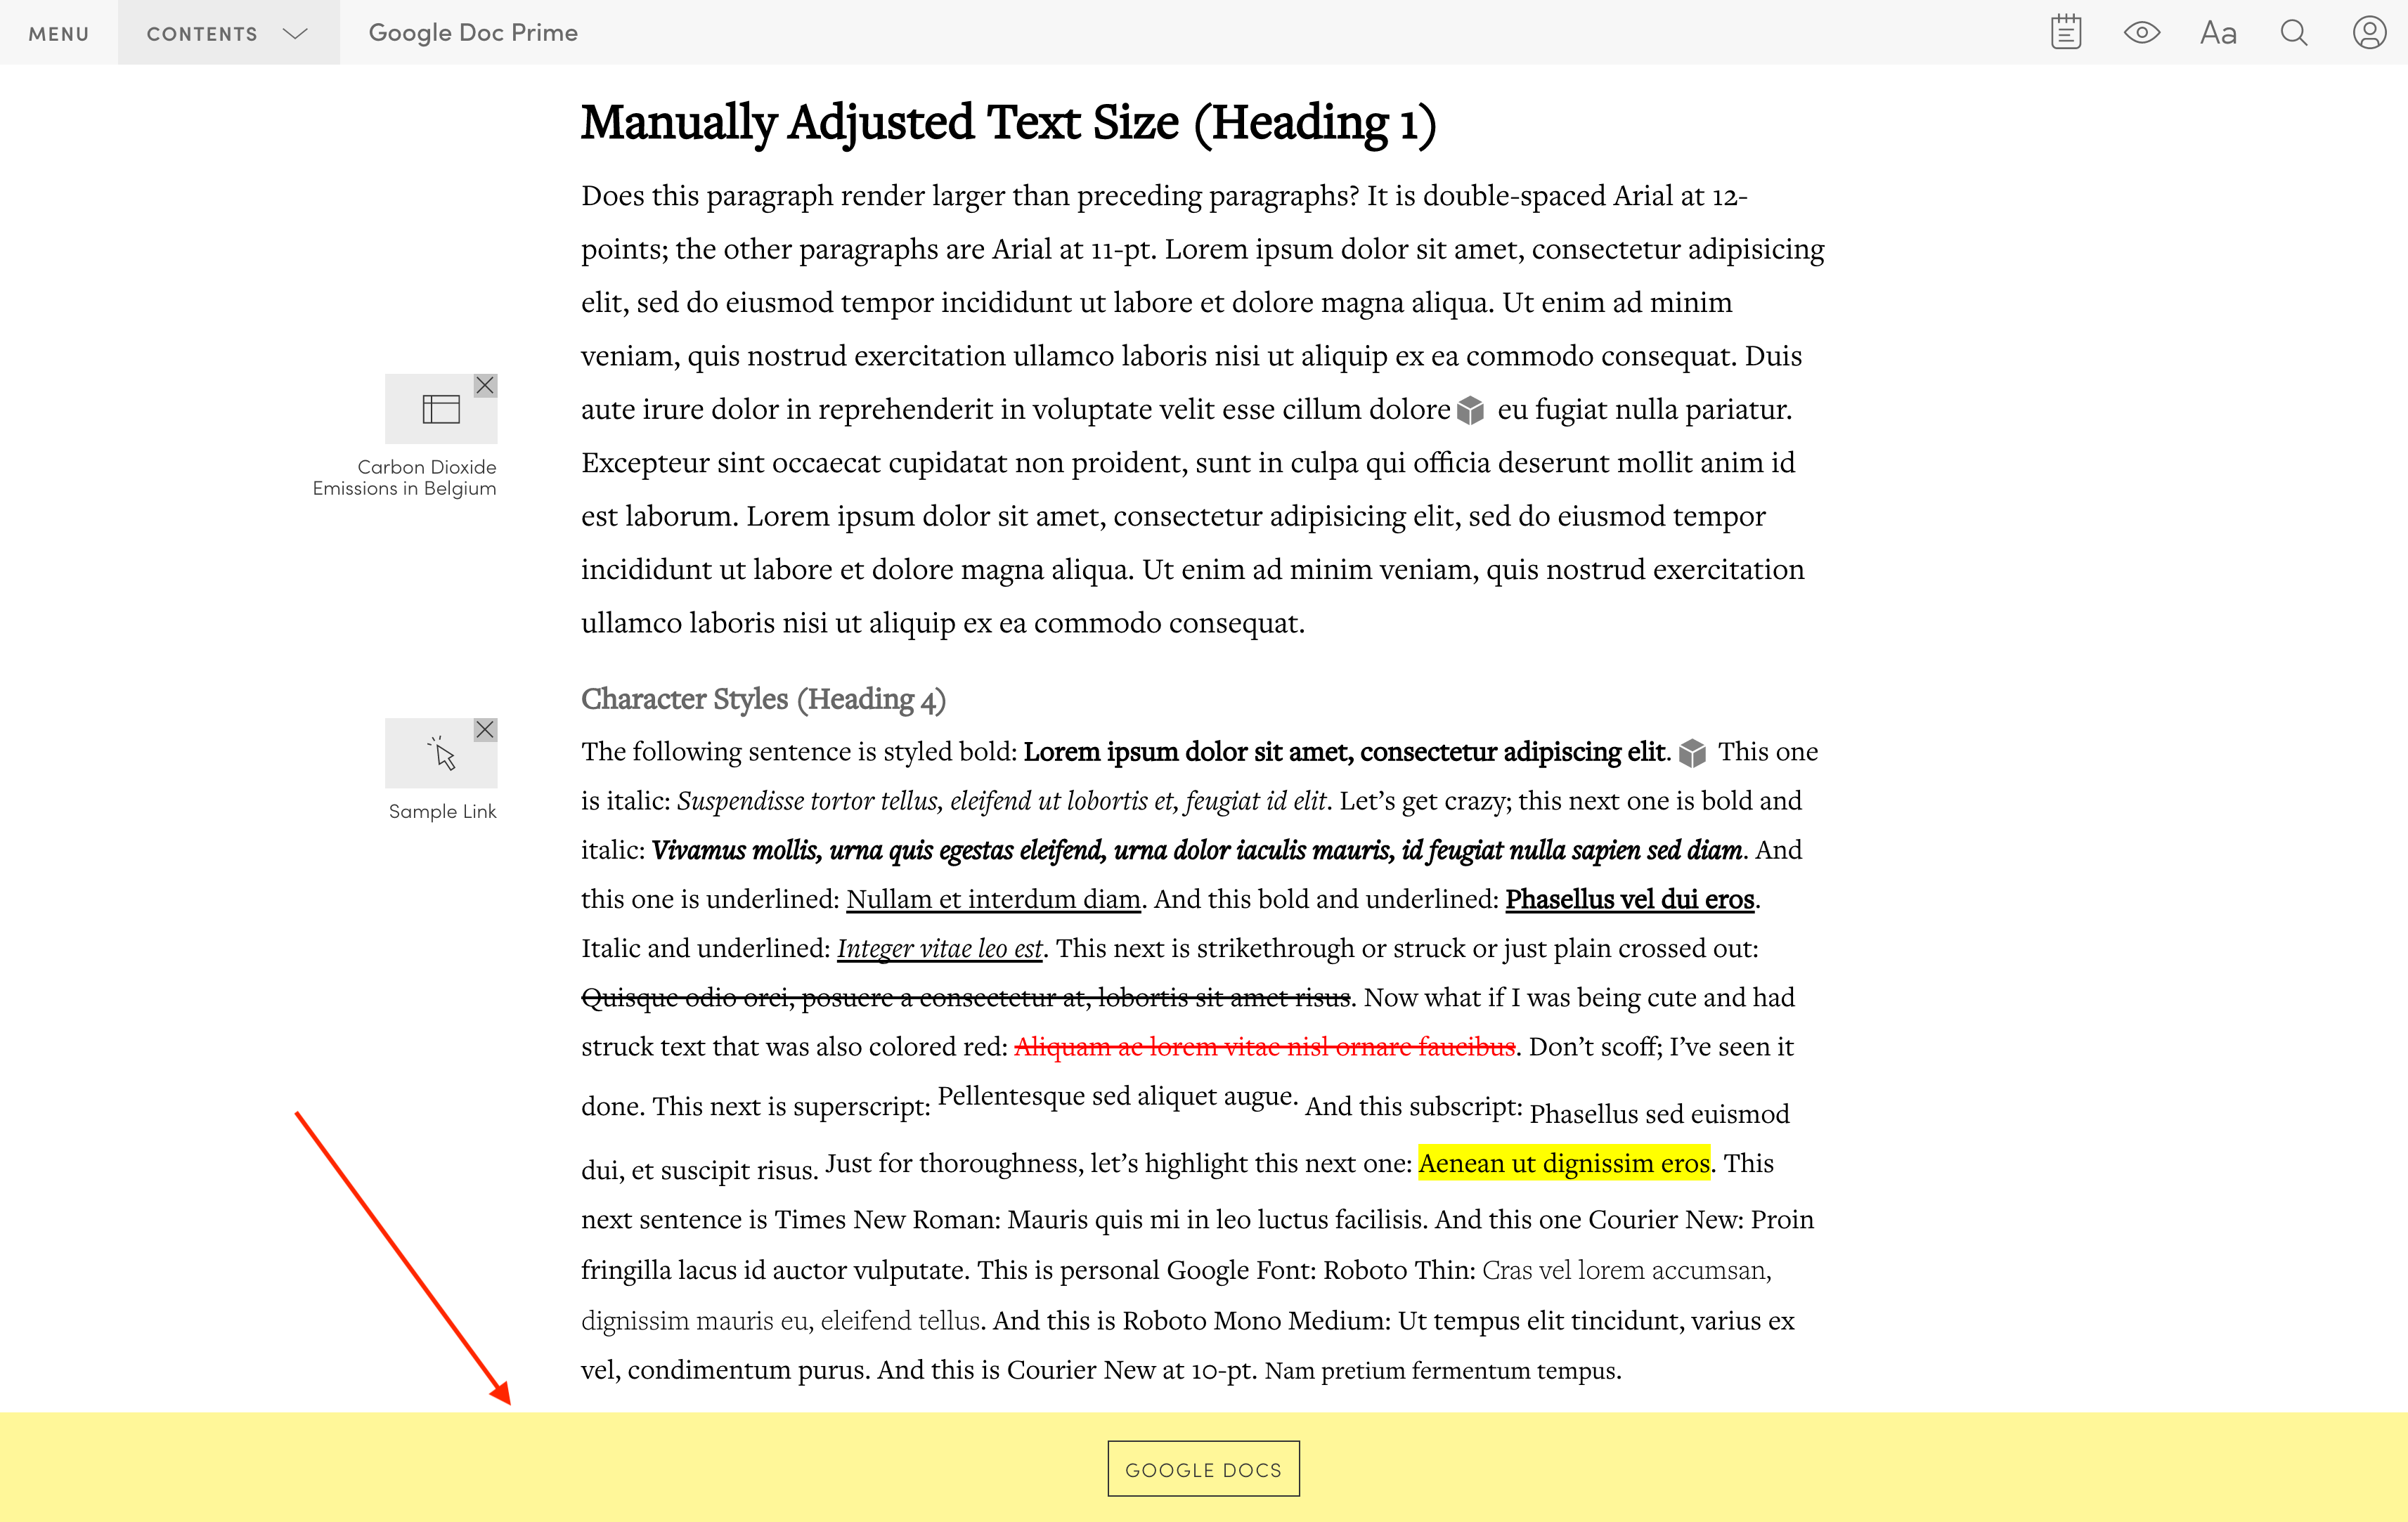 MENU
CONTENTS
Google Doc Prime
Aa
Manually Adjusted Text Size (Heading 1)
Does this paragraph render larger than preceding paragraphs? It is double-spaced Arial at 12-
points; the other paragraphs are Arial at 11-pt. Lorem ipsum dolor sit amet, consectetur adipisicing
elit, sed do eiusmod tempor incididunt ut labore et dolore magna aliqua. Ut enim ad minim
veniam, quis nostrud exercitation ullamco laboris nisi ut aliquip ex ea commodo consequat. Duis
aute irure dolor in reprehenderit in voluptate velit esse cillum dolore eu fugiat nulla pariatur.
Excepteur sint occaecat cupidatat non proident, sunt in culpa qui officia deserunt mollit anim id
est laborum. Lorem ipsum dolor sit amet, consectetur adipisicing elit, sed do eiusmod tempor
incididunt ut labore et dolore magna aliqua. Ut enim ad minim veniam, quis nostrud exercitation
ullamco laboris nisi ut aliquip ex ea commodo consequat.
Carbon Dioxide
Emissions in Belgium
Character Styles (Heading 4)
The following sentence is styled bold: Lorem ipsum dolor sit amet, consectetur adipiscing elit. This one
is italic: Suspendisse tortor tellus, eleifend ut lobortis et, feugiat id elit. Let’s get crazy; this next one is bold and
italic: Vivamus mollis, urna quis egestas eleifend, urna dolor iaculis mauris, id feugiat nulla sapien sed diam. And
this one is underlined: Nullam et interdum diam. And this bold and underlined: Phasellus vel dui eros.
Italic and underlined: Integer vitae leo est. This next is strikethrough or struck or just plain crossed out:
Quisque odio orci, posuere a consectetur at, lobortis sit amet risus. Now what if I was being cute and had
struck text that was also colored red: Aliquam ac lorem vitae nisl ornare faucibus. Don’t scoff; I’ve seen it
done. This next is superscript: Pellentesque sed aliquet augue. And this subscript: Phasellus sed euismod
dui, et suscipit risus. Just for thoroughness, let’s highlight this next one: Aenean ut dignissim eros. This
next sentence is Times New Roman: Mauris quis mi in leo luctus facilisis. And this one Courier New: Proin
fringilla lacus id auctor vulputate. This is personal Google Font: Roboto Thin: Cras vel lorem accumsan,
dignissim mauris eu, eleifend tellus. And this is Roboto Mono Medium: Ut tempus elit tincidunt, varius ex
vel, condimentum purus. And this is Courier New at 10-pt. Nam pretium fermentum tempus.
Sample Link
GOOGLE DOCS